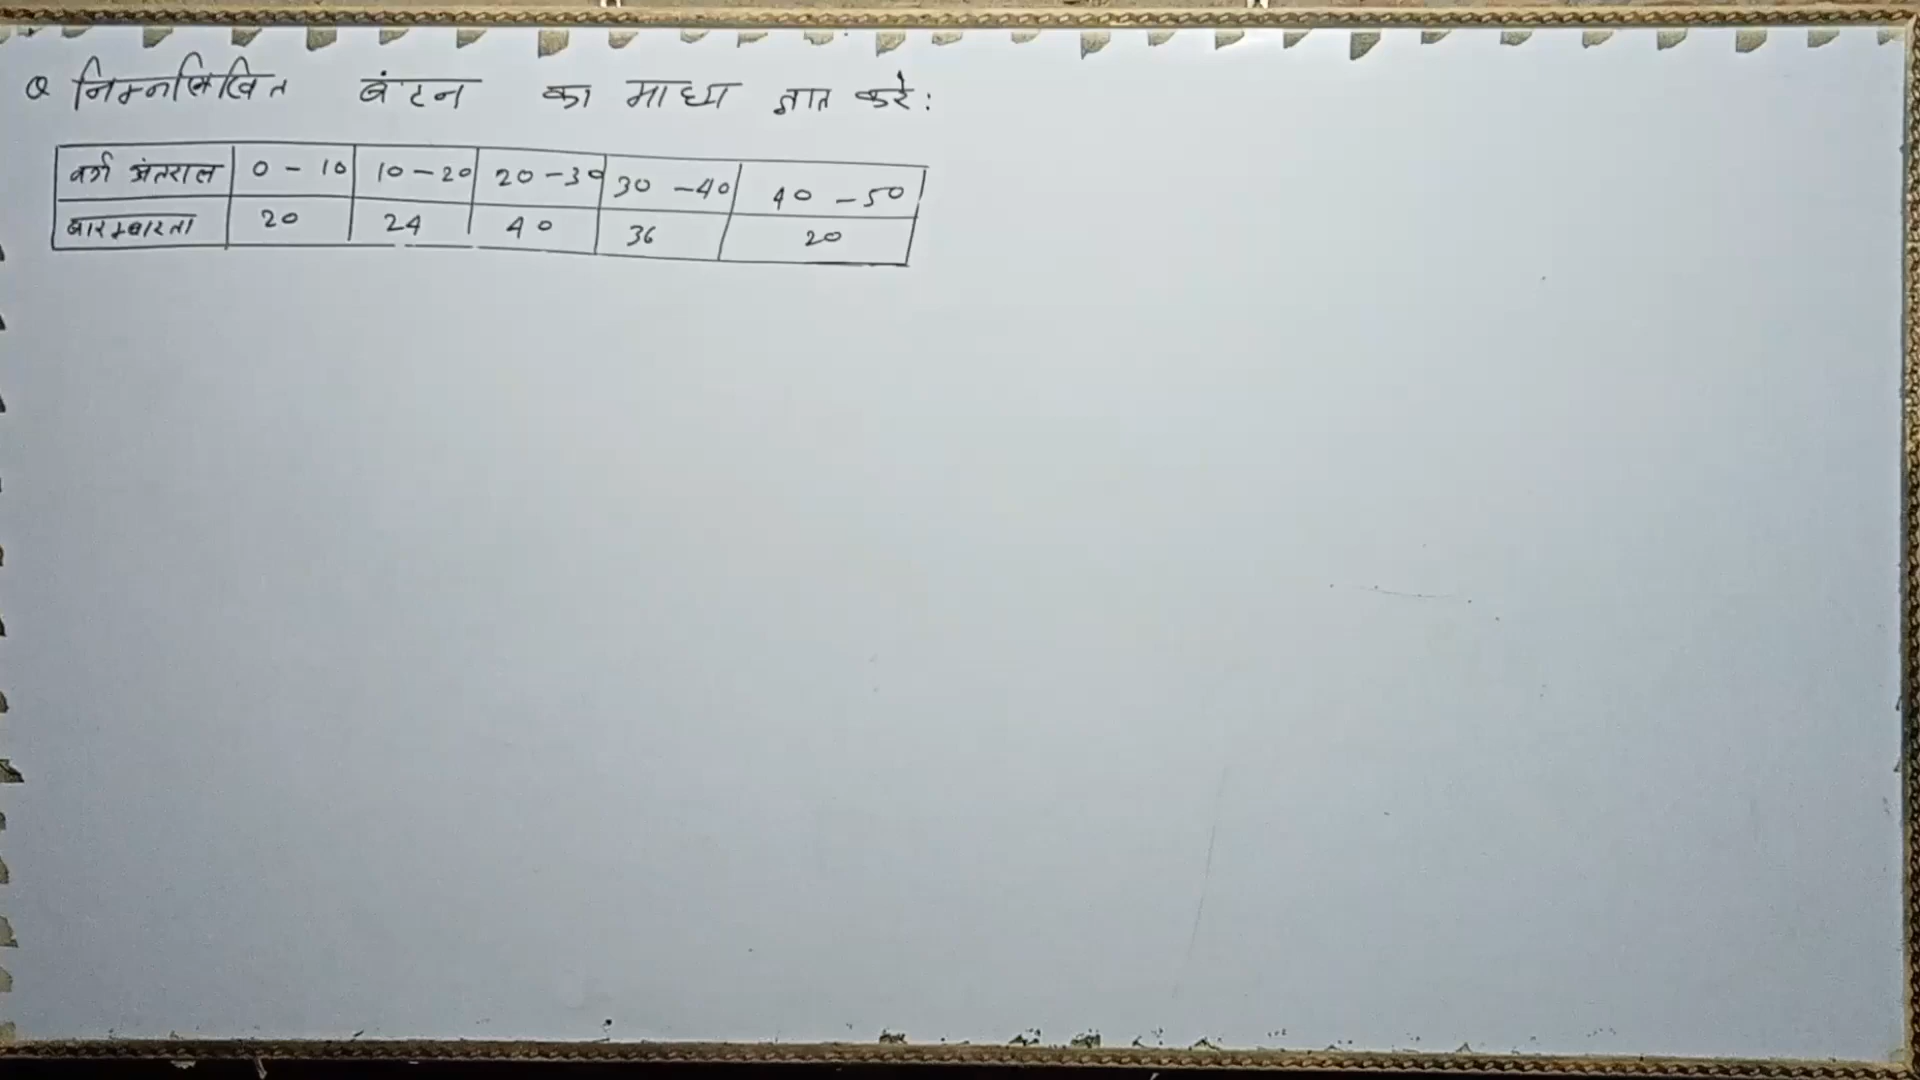 Q निम्नलिखित बंटन का माध्य ज्ञात करे:
वर्ग अंतराल 0 - 10 10 - 20 20 - 30 30 - 40 40 - 50
बारम्बारता 20 24 40 36 20